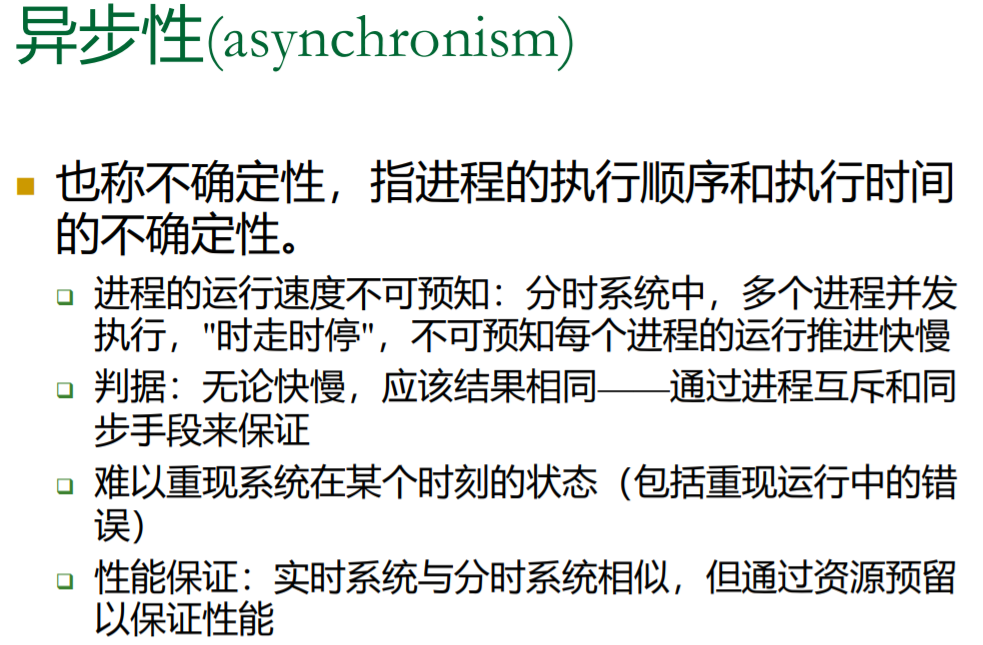 异步性(asynchronism)
也称不确定性，指进程的执行顺序和执行时间
的不确定性。
进程的运行速度不可预知：分时系统中，多个进程并发
执行，"时走时停"，不可预知每个进程的运行推进快慢
判据：无论快慢，应该结果相同——通过进程互斥和同
步手段来保证
难以重现系统在某个时刻的状态（包括重现运行中的错
误）
性能保证：实时系统与分时系统相似，但通过资源预留
以保证性能